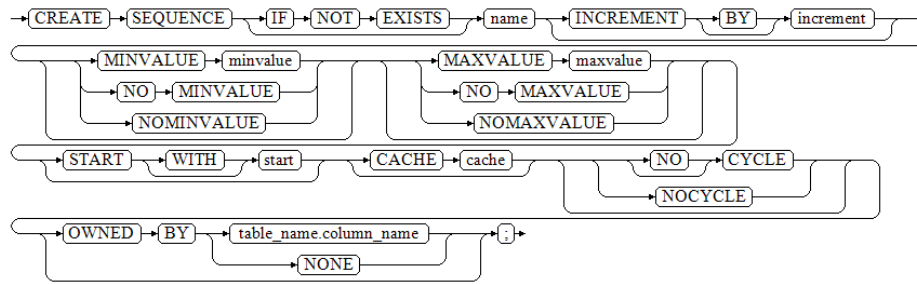 CREATE SEQUENCE IF NOT EXISTS name INCREMENT BY increment
MINVALUE minvalue MAXVALUE maxvalue
NO MINVALUE NO MAXVALUE
NOMINVALUE NOMAXVALUE
START WITH start CACHE cache NO CYCLE
NOCYCLE
OWNED BY table_name.column_name ;
NONE